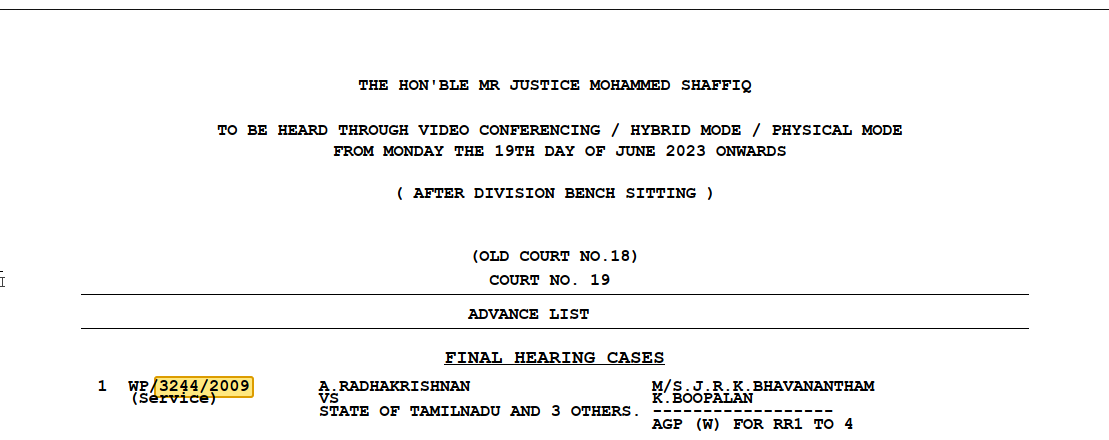 THE HON'BLE MR JUSTICE MOHAMMED SHAFFIQ
TO BE HEARD THROUGH VIDEO CONFERENCING / HYBRID MODE / PHYSICAL MODE
FROM MONDAY THE 19TH DAY OF JUNE 2023 ONWARDS
( AFTER DIVISION BENCH SITTING )
(OLD COURT NO.18)
COURT NO. 19
ADVANCE LIST
FINAL HEARING CASES
1 WP/3244/2009 A.RADHAKRISHNAN M/S.J.R.K.BHAVANANTHAM
(Service) VS K.BOOPALAN
STATE OF TAMILNADU AND 3 OTHERS. ------------------
AGP (W) FOR RR1 TO 4